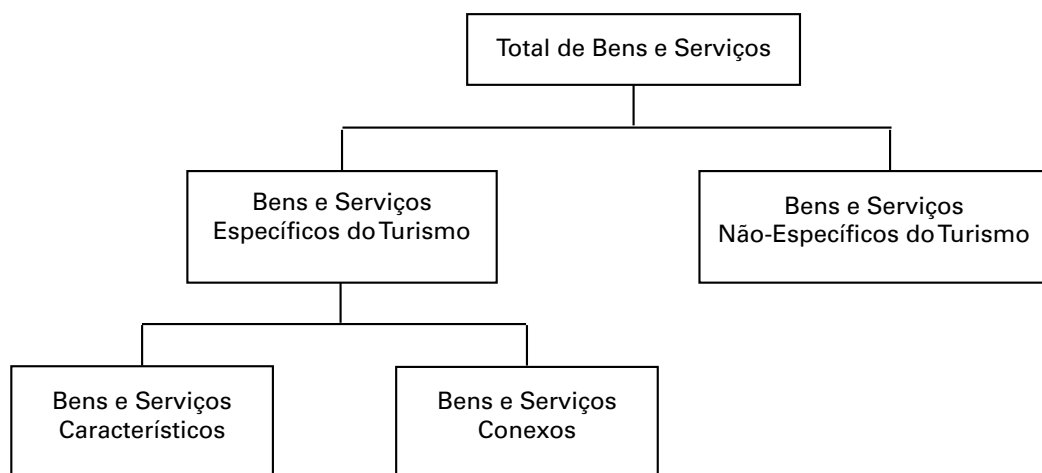 Total de Bens e Serviços
Bens e Serviços
Específicos do Turismo
Bens e Serviços
Não-Específicos do Turismo
Bens e Serviços
Característicos
Bens e Serviços
Conexos